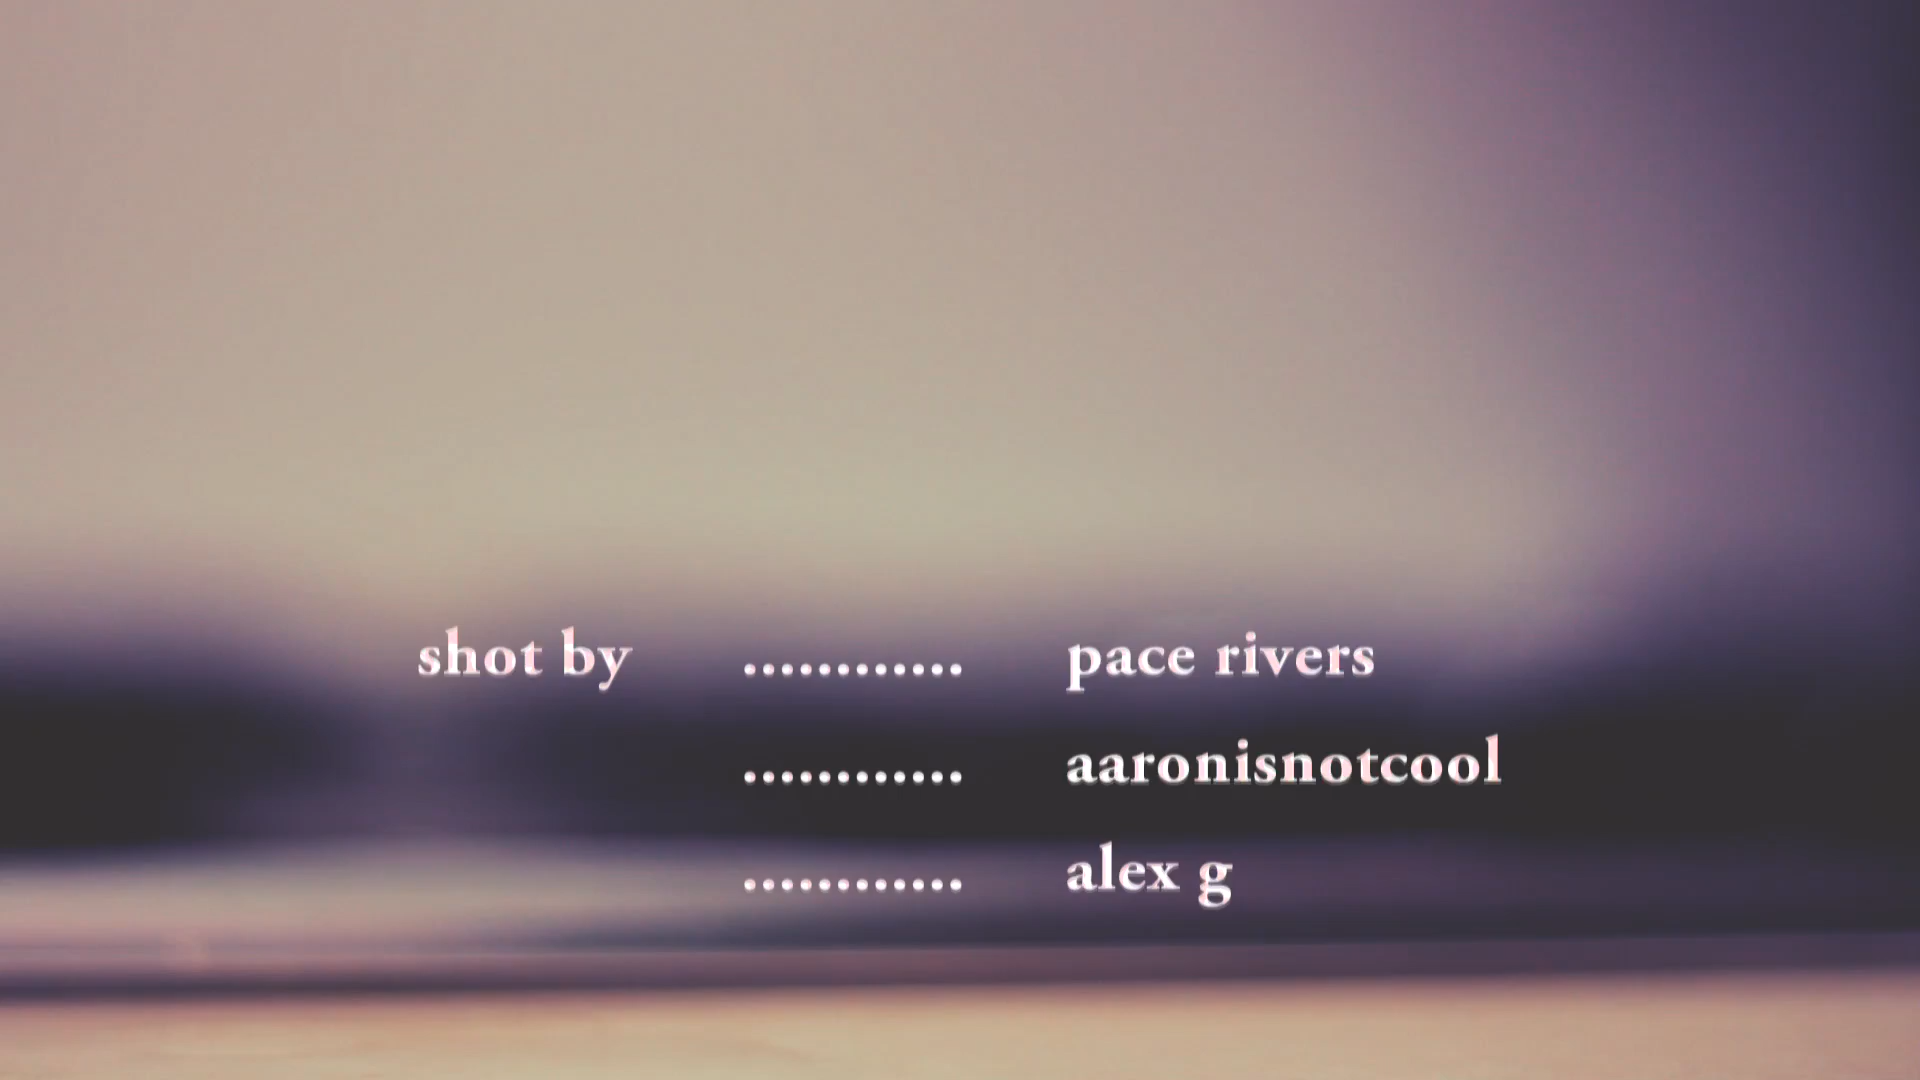 shot by ............ pace rivers
............ aaronisnotcool
............ alex g